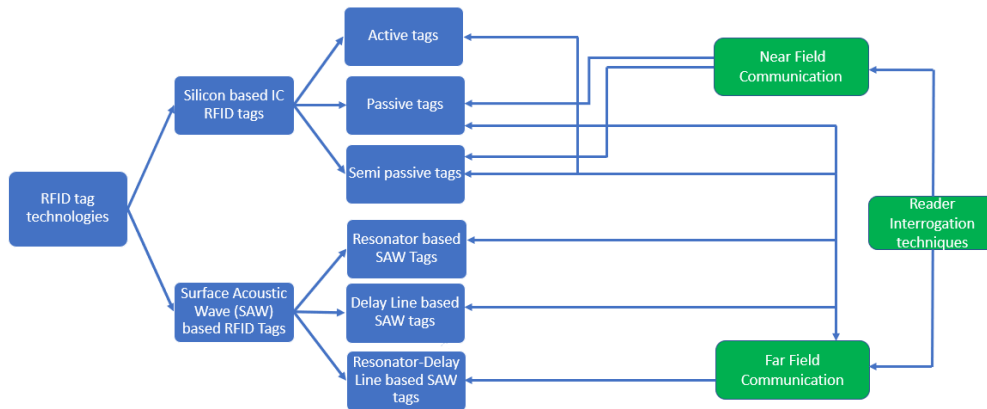 Active tags
Near Field
Communication
Silicon based IC
RFID tags
Passive tags
Semi passive tags
RFID tag
technologies
Reader
Interrogation
techniques
Resonator based
SAW Tags
Surface Acoustic
Wave (SAW)
based RFID Tags
Delay Line based
SAW tags
Resonator-Delay
Line based SAW
tags
Far Field
Communication